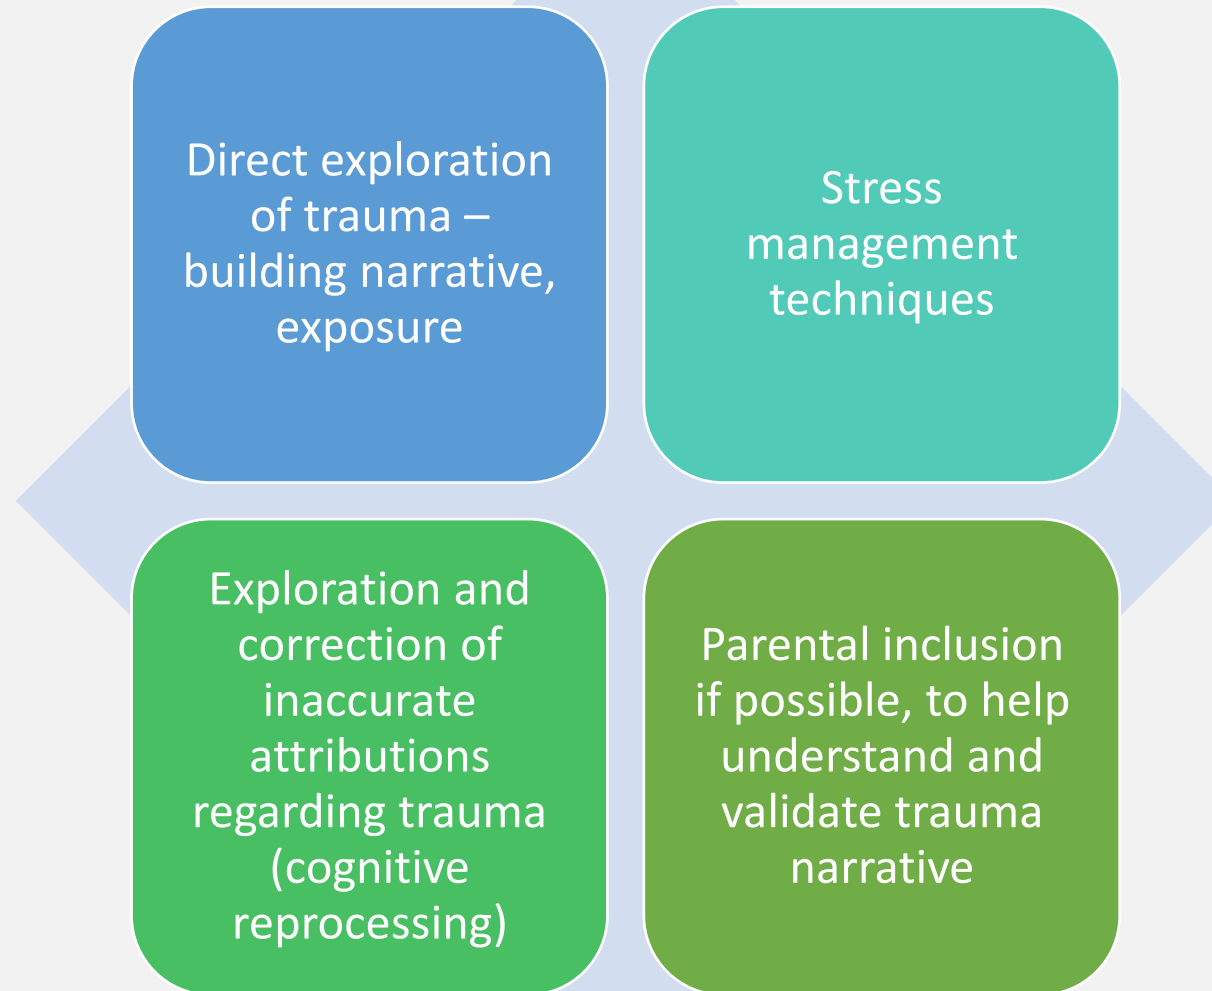 Direct exploration
of trauma –
building narrative,
exposure
Stress
management
techniques
Exploration and
correction of
inaccurate
attributions
regarding trauma
(cognitive
reprocessing)
Parental inclusion
if possible, to help
understand and
validate trauma
narrative